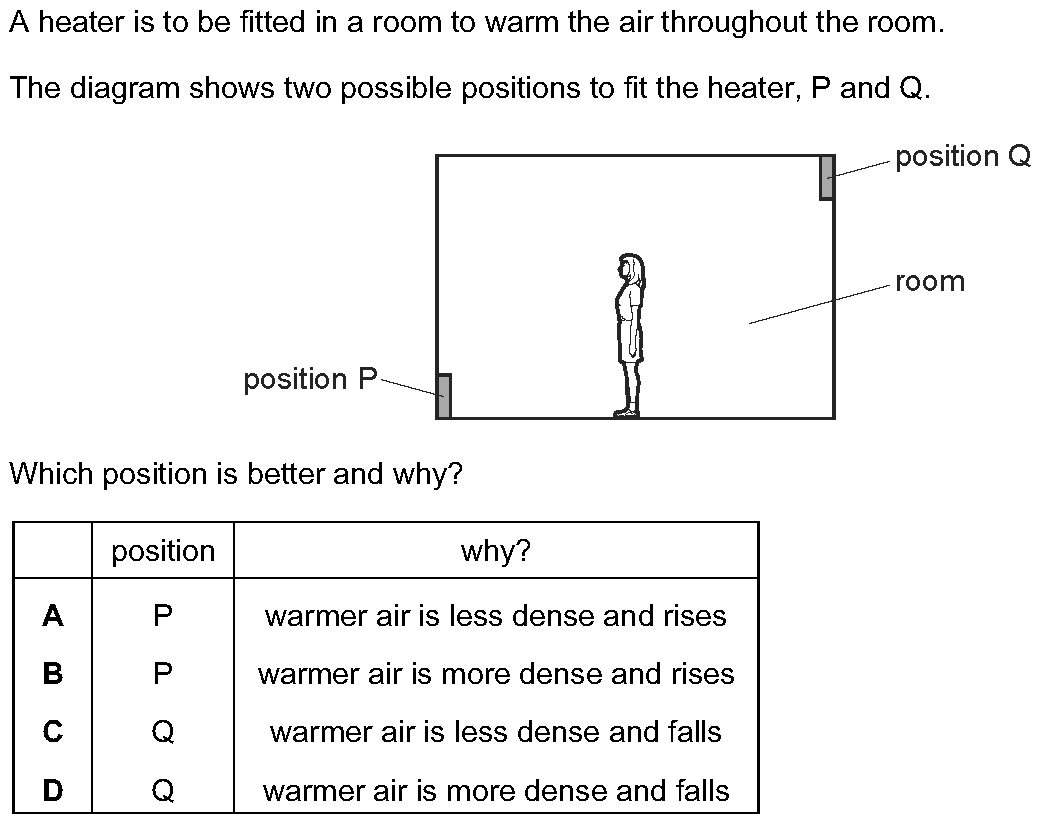 A heater is to be fitted in a room to warm the air throughout the room.
The diagram shows two possible positions to fit the heater, P and Q.
position Q
room
position P
Which position is better and why?
position why?
A P warmer air is less dense and rises
B P warmer air is more dense and rises
C Q warmer air is less dense and falls
D Q warmer air is more dense and falls